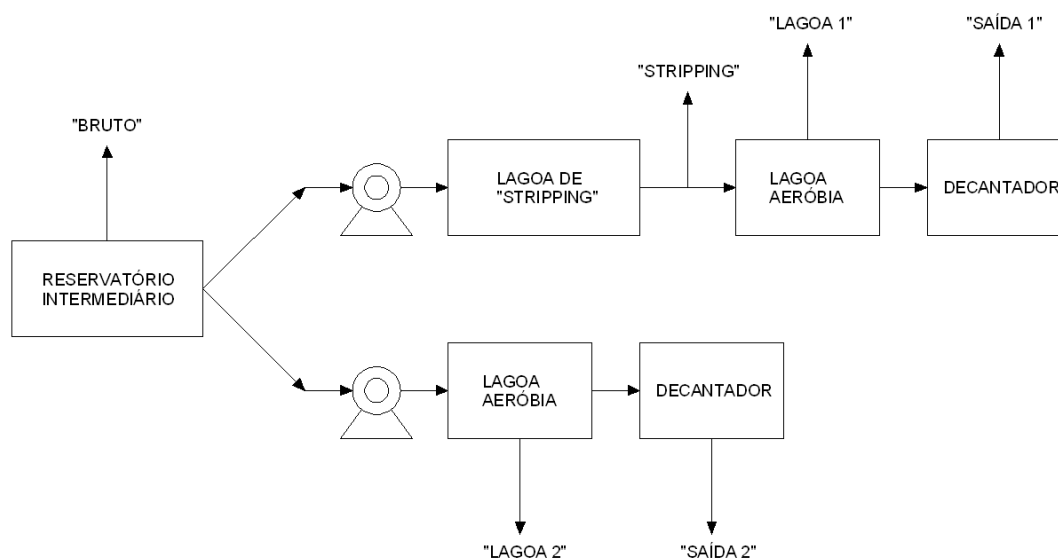 "LAGOA 1"
"SAÍDA 1"
"STRIPPING"
"BRUTO"
LAGOA DE
"STRIPPING"
LAGOA
AERÓBIA
DECANTADOR
RESERVATÓRIO
INTERMEDIÁRIO
LAGOA
AERÓBIA
DECANTADOR
"LAGOA 2"
"SAÍDA 2"